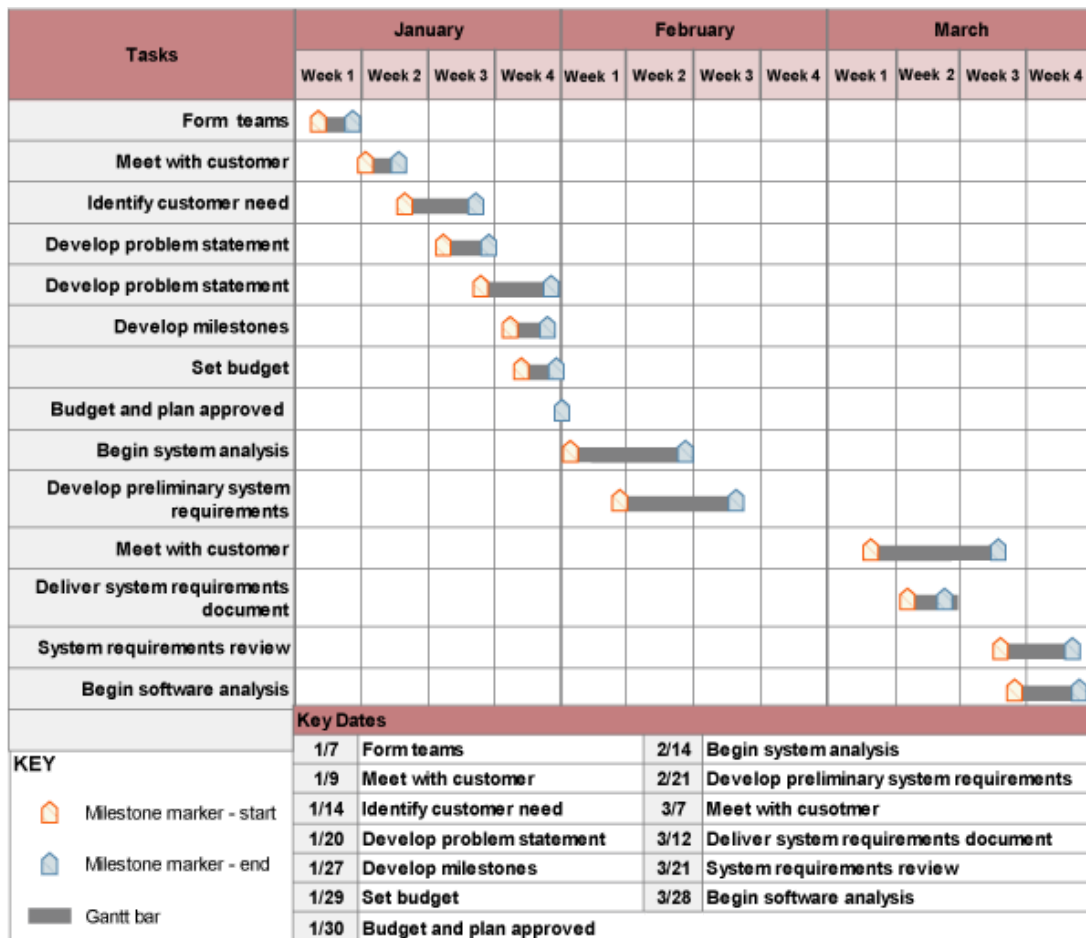 Tasks
January
February
March
Week 1 Week 2 Week 3 Week 4 Week 1 Week 2 Week 3 Week 4 Week 1 Week 2 Week 3 Week 4
Form teams
Meet with customer
Identify customer need
Develop problem statement
Develop problem statement
Develop milestones
Set budget
Budget and plan approved
Begin system analysis
Develop preliminary system
requirements
Meet with customer
Deliver system requirements
document
System requirements review
Begin software analysis
KEY
Milestone marker - start
Milestone marker - end
Gantt bar
Key Dates
1/7 Form teams 2/14 Begin system analysis
1/9 Meet with customer 2/21 Develop preliminary system requirements
1/14 Identify customer need 3/7 Meet with cusotmer
1/20 Develop problem statement 3/12 Deliver system requirements document
1/27 Develop milestones 3/21 System requirements review
1/29 Set budget 3/28 Begin software analysis
1/30 Budget and plan approved